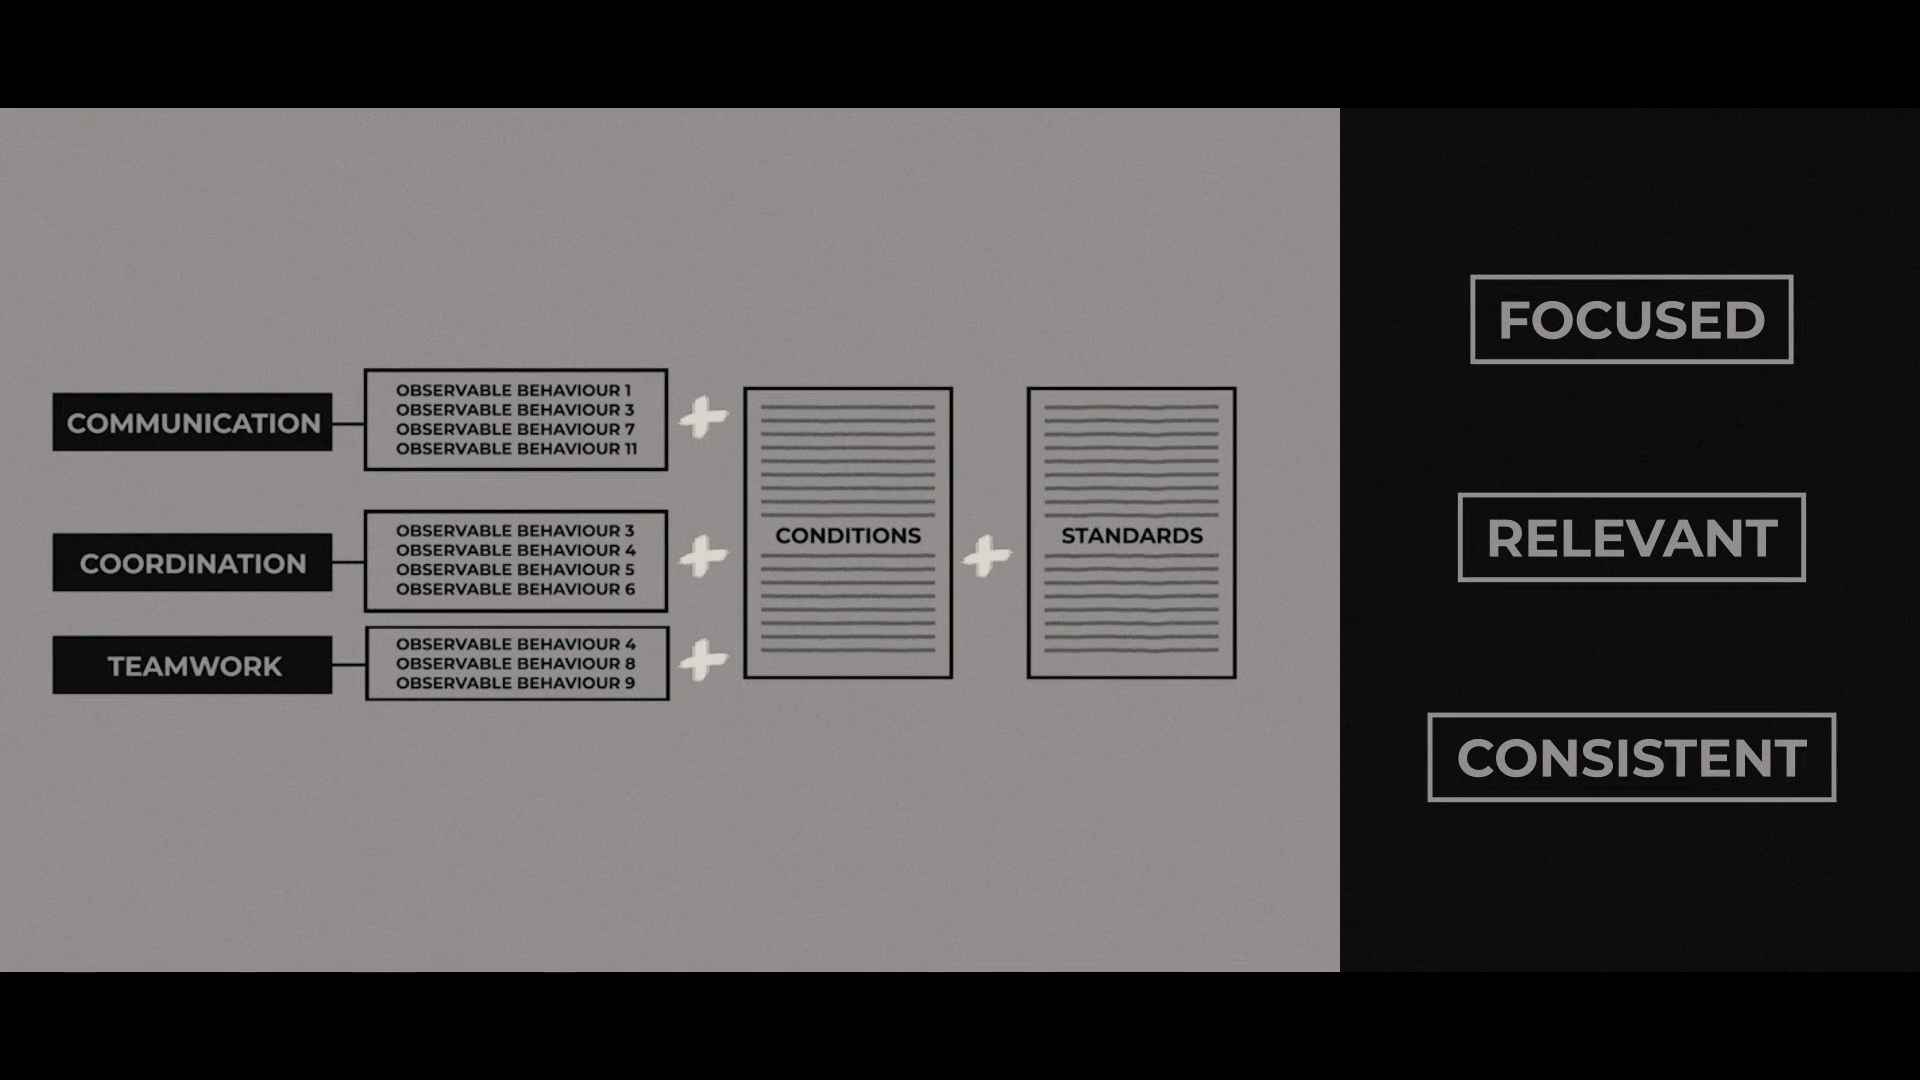 COMMUNICATION
OBSERVABLE BEHAVIOUR 1
OBSERVABLE BEHAVIOUR 3
OBSERVABLE BEHAVIOUR 7
OBSERVABLE BEHAVIOUR 11
COORDINATION
OBSERVABLE BEHAVIOUR 3
OBSERVABLE BEHAVIOUR 4
OBSERVABLE BEHAVIOUR 5
OBSERVABLE BEHAVIOUR 6
TEAMWORK
OBSERVABLE BEHAVIOUR 4
OBSERVABLE BEHAVIOUR 8
OBSERVABLE BEHAVIOUR 9
CONDITIONS
STANDARDS
FOCUSED
RELEVANT
CONSISTENT